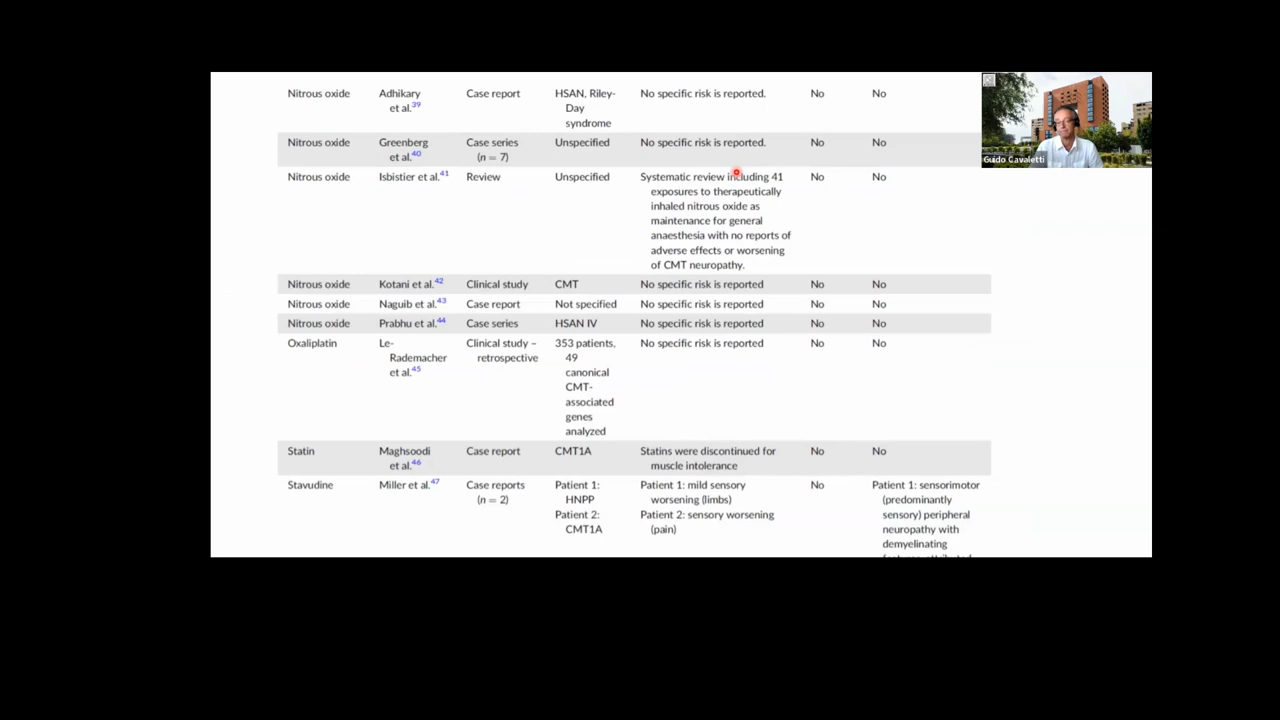 Nitrous oxide Adhikary HSAN, Riley- No specific risk is reported. No No
et al.39 Case report Day
syndrome
Nitrous oxide Greenberg Case series Unspecified No specific risk is reported. No No
et al.40 (n = 7)
Guido Cavaletti
Nitrous oxide Isbistier et al.41 Review Unspecified Systematic review including 41 No No
exposures to therapeutically
inhaled nitrous oxide as
maintenance for general
anaesthesia with no reports of
adverse effects or worsening
of CMT neuropathy.
Nitrous oxide Kotani et al.42 Clinical study CMT No specific risk is reported No No
Nitrous oxide Naguib et al.43 Case report Not specified No specific risk is reported No No
Nitrous oxide Prabhu et al.44 Case series HSAN IV No specific risk is reported No No
Oxaliplatin Le- Clinical study – 353 patients, No specific risk is reported No No
Rademacher retrospective 49
et al.45 canonical
CMT-
associated
genes
analyzed
Statin Maghsoodi Case report CMT1A Statins were discontinued for No No
et al.46 muscle intolerance
Stavudine Miller et al.47 Case reports Patient 1: Patient 1: mild sensory No Patient 1: sensorimotor
(n = 2) HNPP worsening (limbs) (predominantly
Patient 2: Patient 2: sensory worsening sensory) peripheral
CMT1A (pain) neuropathy with
demyelinating